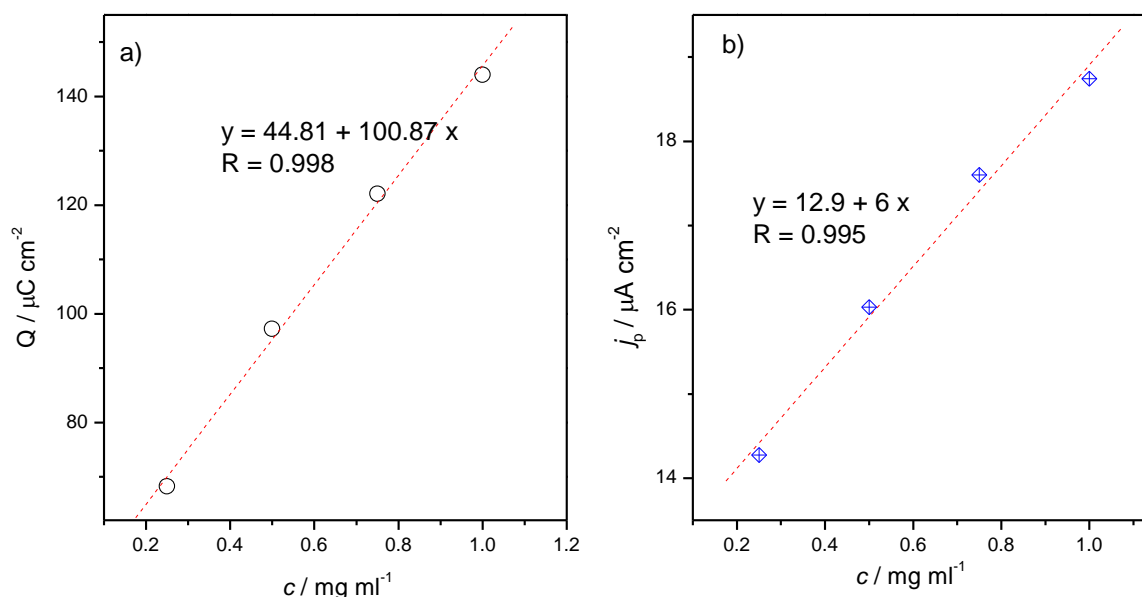 a)
y = 44.81 + 100.87 x
R = 0.998
Q / μC cm⁻²
140
120
100
80
0.2 0.4 0.6 0.8 1.0 1.2
c / mg ml⁻¹
b)
y = 12.9 + 6 x
R = 0.995
jₚ / μA cm⁻²
18
16
14
0.2 0.4 0.6 0.8 1.0
c / mg ml⁻¹